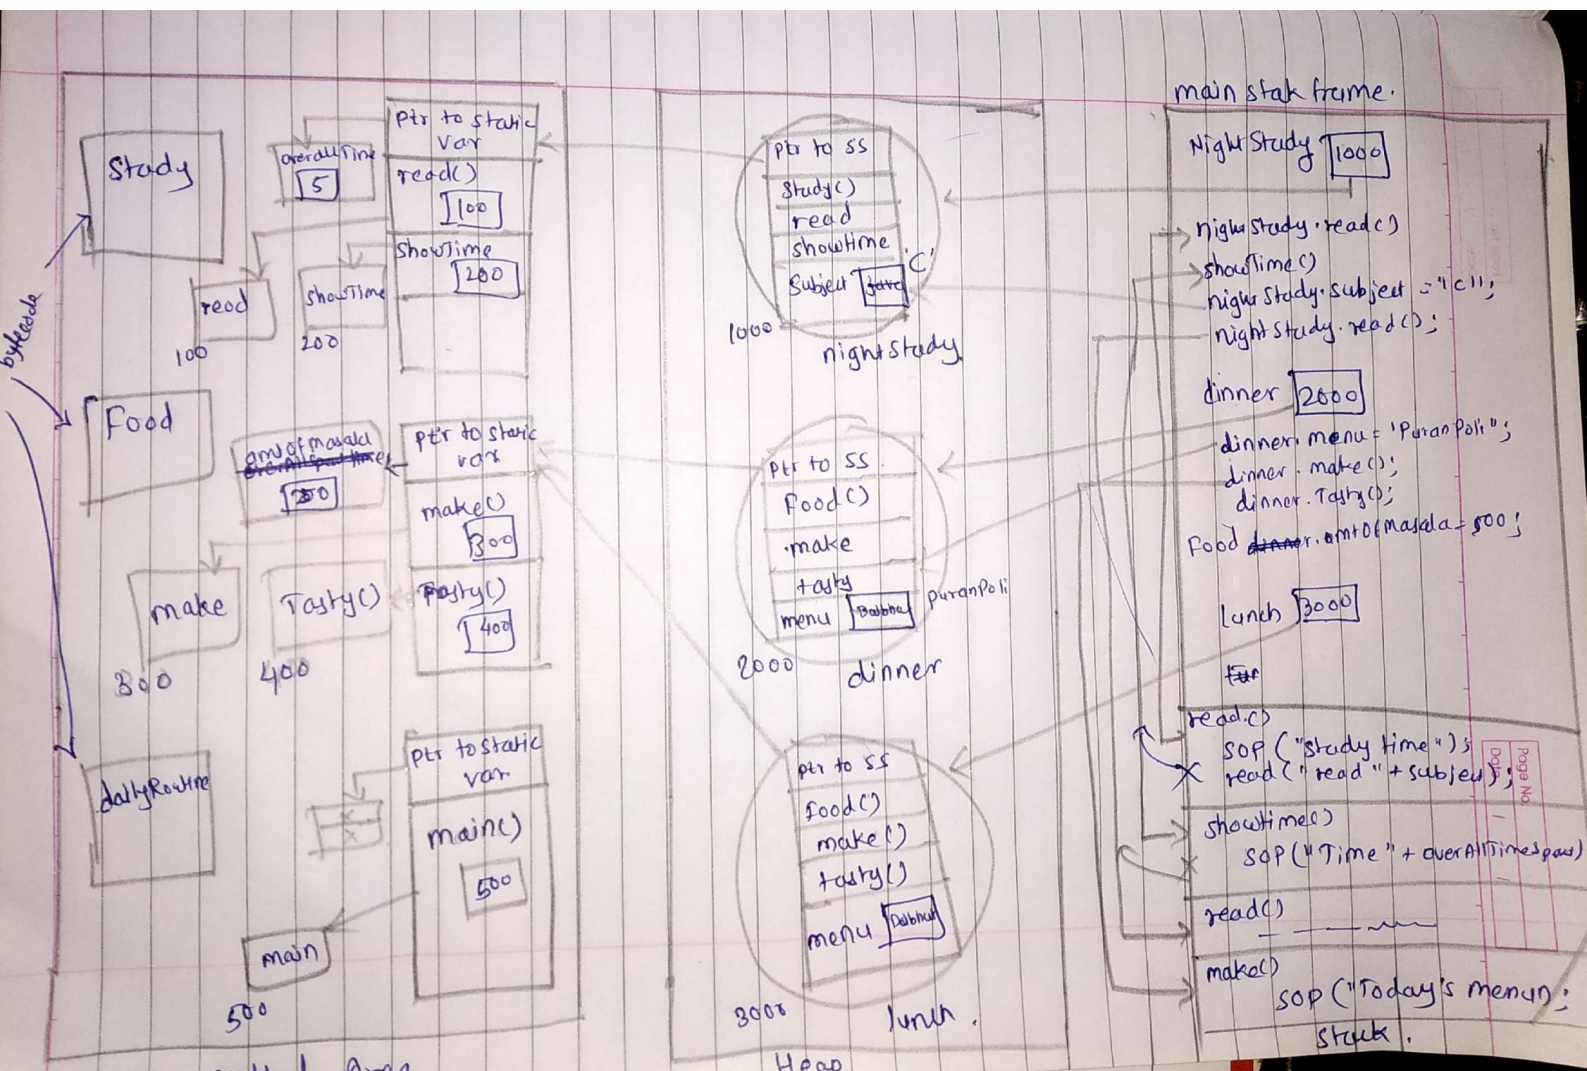 bytecode
Study
overallTime
5
Ptr to static
var
read()
100
ShowTime
200
read
100
showTime
200
Food
amt of masala
Ptr to static
var
make()
300
Tasty()
400
make
300
Tasty()
400
dailyRoutine
Ptr to static
var
main()
500
main
500
Ptr to SS
Study()
read
showtime
Subject
'C'
1000
nightStudy
Ptr to SS
Food()
make
tasty
menu
puranPoli
2000
dinner
ptr to SS
food()
make()
tasty()
menu
lunch.
Heap
main stak frame.
Night Study 1000
nightStudy.read()
showTime()
nightStudy.subject = "C";
nightStudy.read();
dinner 2000
dinner.menu = 'PuranPoli";
dinner.make();
dinner.Tasty();
Food dinner.amtOfMasala = 500;
lunch 3000
read()
SOP ("Study time");
read ("read" + subject);
showtime()
SOP ("Time" + overAllTimespent)
read()
make()
SOP ("Today's menu);
Stack.
Page No.